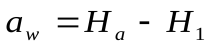 a_w = H_a - H_1